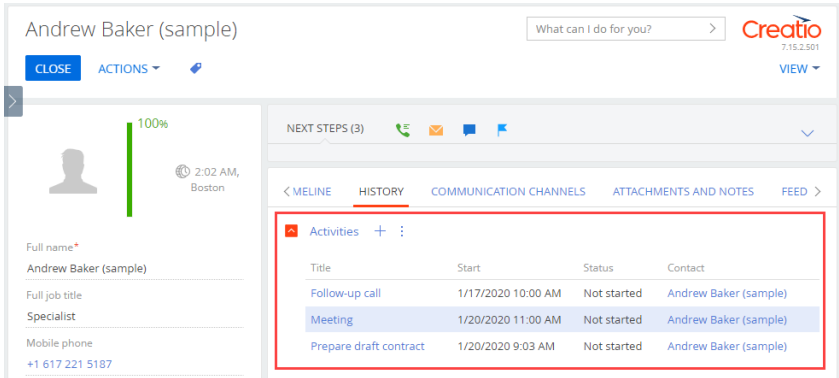 Andrew Baker (sample)
What can I do for you?
Creatio
7.15.2.501
CLOSE ACTIONS
VIEW
100%
2:02 AM,
Boston
Full name*
Andrew Baker (sample)
Full job title
Specialist
Mobile phone
+1 617 221 5187
NEXT STEPS (3)
MELINE HISTORY COMMUNICATION CHANNELS ATTACHMENTS AND NOTES FEED
Activities
Title Start Status Contact
Follow-up call 1/17/2020 10:00 AM Not started Andrew Baker (sample)
Meeting 1/20/2020 11:00 AM Not started Andrew Baker (sample)
Prepare draft contract 1/20/2020 9:03 AM Not started Andrew Baker (sample)